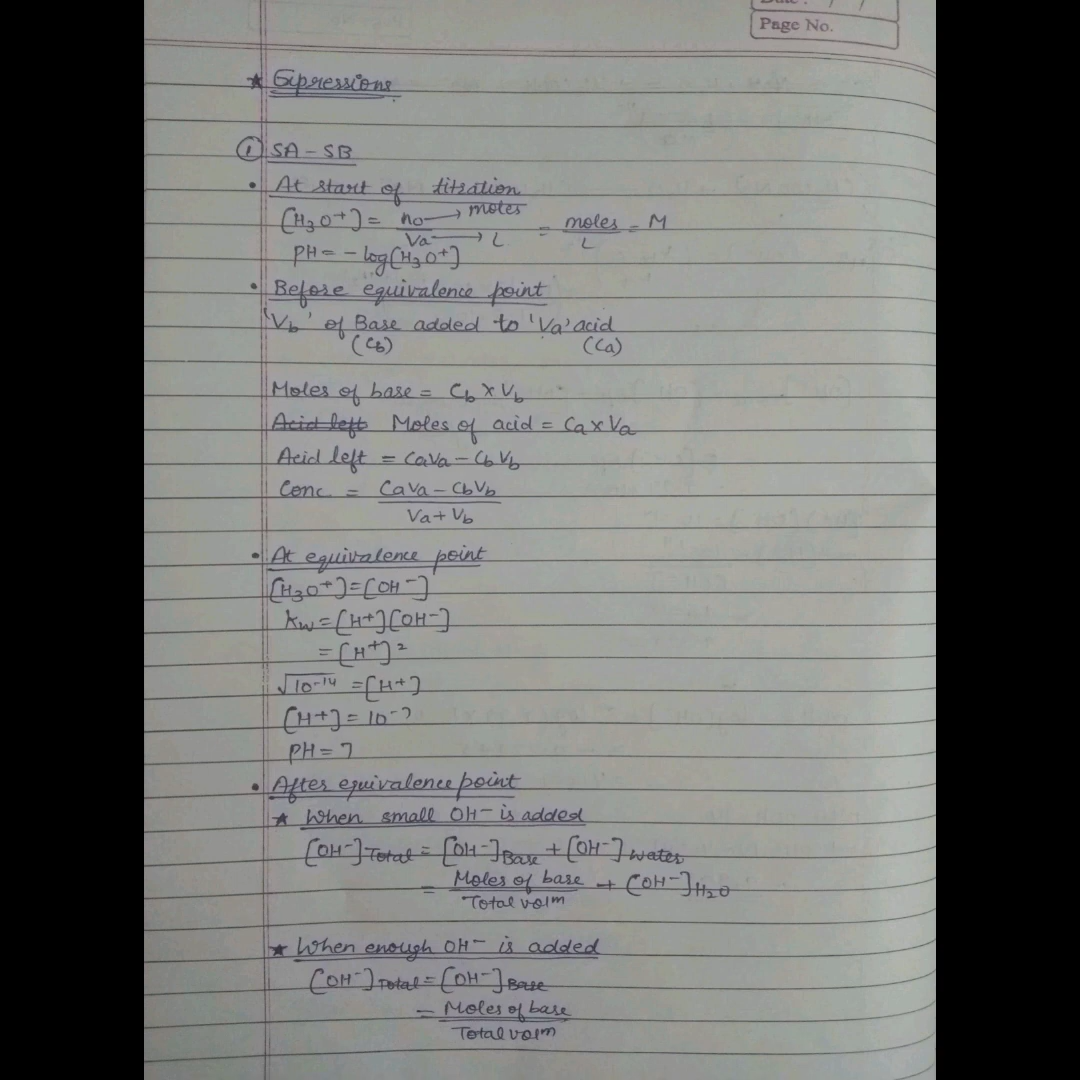 Date : / /
Page No.
★ Expressions
① SA - SB
• At start of titration
[H₃O⁺] = no → moles / Va → L = moles / L = M
PH = - log[H₃O⁺]
• Before equivalence point
'Vb' of Base added to 'Va' acid
(Cb) (Ca)
Moles of base = Cb x Vb
Acid left Moles of acid = Ca x Va
Acid left = CaVa - CbVb
Conc. = CaVa - CbVb / Va + Vb
• At equivalence point
[H₃O⁺] = [OH⁻]
Kw = [H⁺][OH⁻]
= [H⁺]²
√10⁻¹⁴ = [H⁺]
[H⁺] = 10⁻⁷
PH = 7
• After equivalence point
★ When small OH⁻ is added
[OH⁻]Total = [OH⁻]Base + [OH⁻]water
= Moles of base / Total volm + [OH⁻]H₂O
★ When enough OH⁻ is added
[OH⁻]Total = [OH⁻]Base
= Moles of base / Total volm